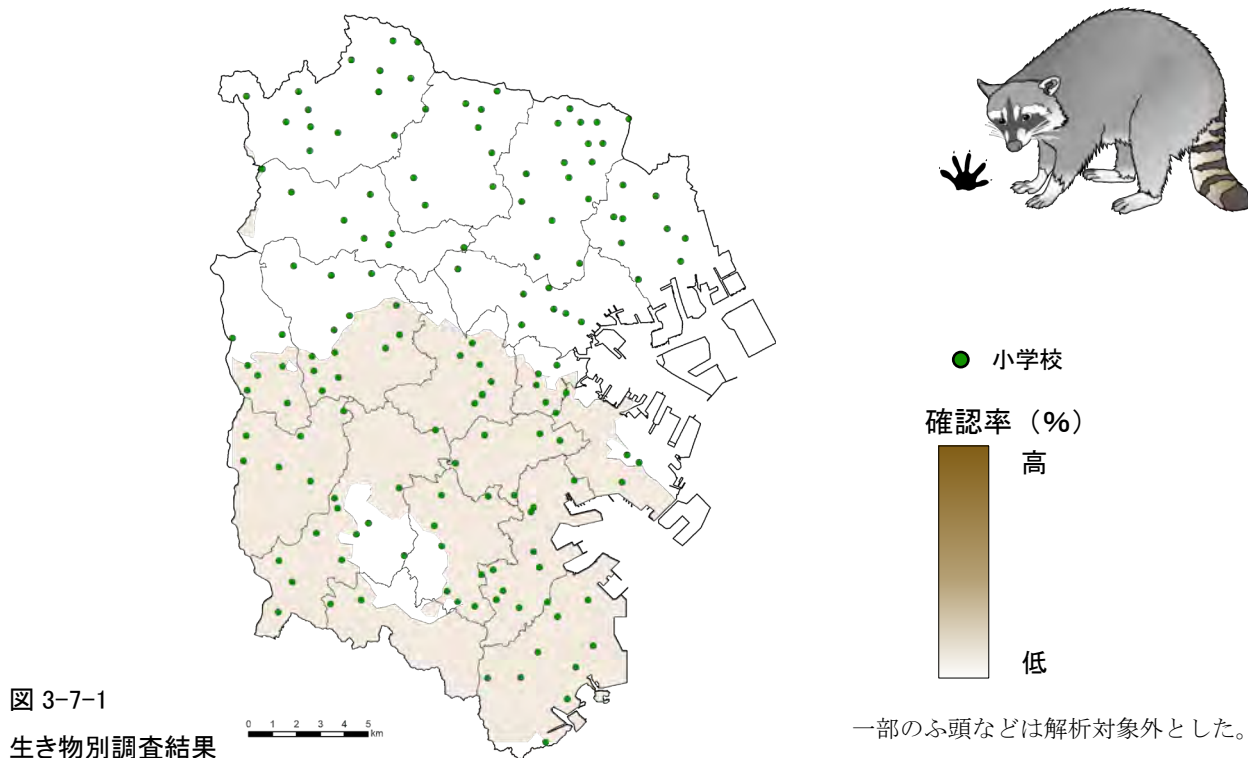 小学校
確認率（%）
高
低
図 3-7-1
生き物別調査結果
0 1 2 3 4 5
km
一部のふ頭などは解析対象外とした。